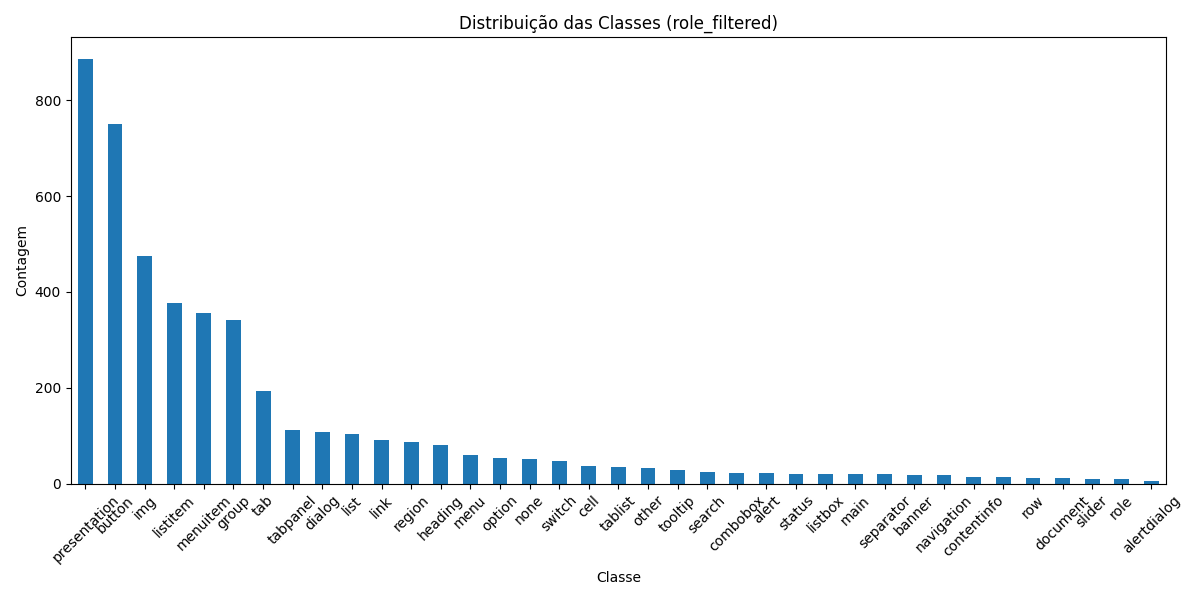 Distribuição das Classes (role_filtered)
Contagem
800
600
400
200
0
presentation
button
img
listitem
menuitem
group
tab
tabpanel
dialog
list
link
region
heading
menu
option
none
switch
cell
tablist
other
tooltip
search
combobox
alert
status
listbox
main
separator
banner
navigation
contentinfo
row
document
slider
role
alertdialog
Classe